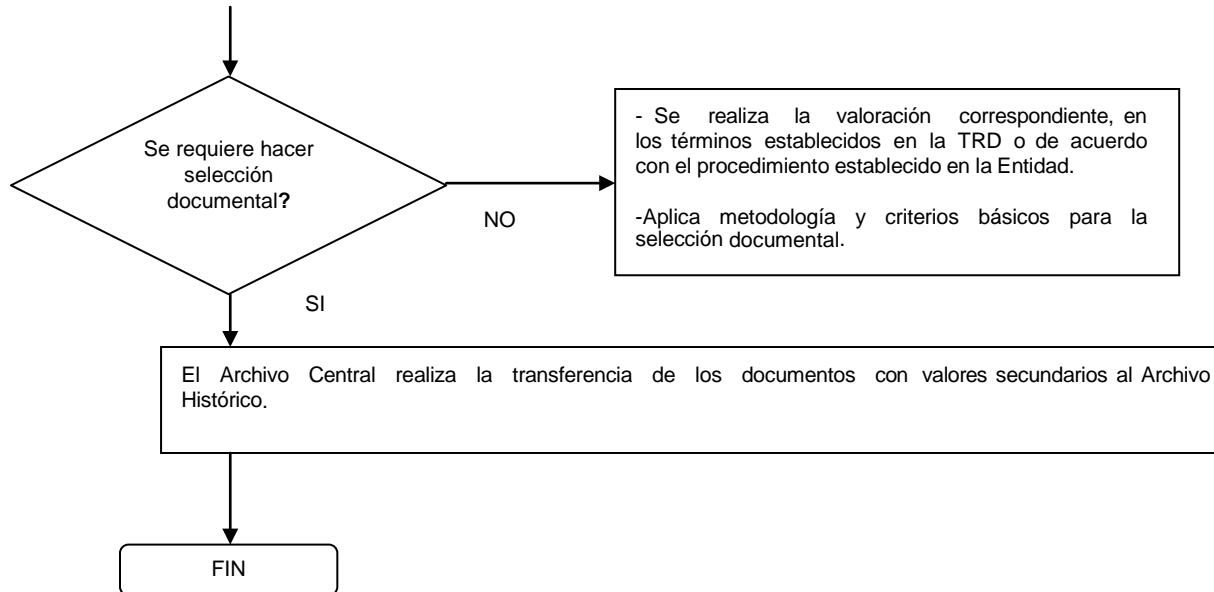 Se requiere hacer
selección
documental?
- Se realiza la valoración correspondiente, en
los términos establecidos en la TRD o de acuerdo
con el procedimiento establecido en la Entidad.
-Aplica metodología y criterios básicos para la
selección documental.
NO
SI
El Archivo Central realiza la transferencia de los documentos con valores secundarios al Archivo
Histórico.
FIN